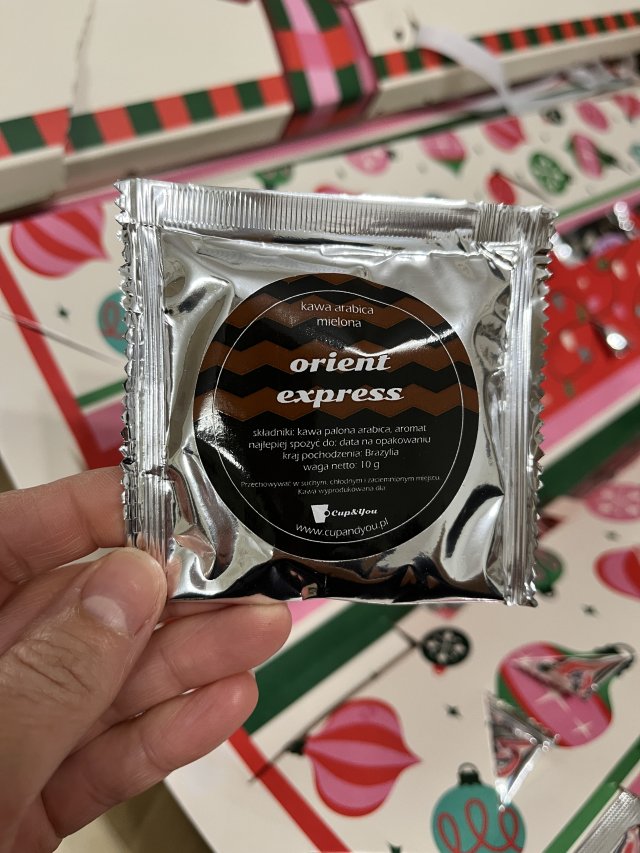 kawa arabica
mielona
orient
express
składniki: kawa palona arabica, aromat
najlepiej spożyć do: data na opakowaniu
kraj pochodzenia: Brazylia
waga netto: 10 g
Przechowywać w suchym, chłodnym i zaciemnionym miejscu.
Kawa wyprodukowana dla:
Cup&You
www.cupandyou.pl